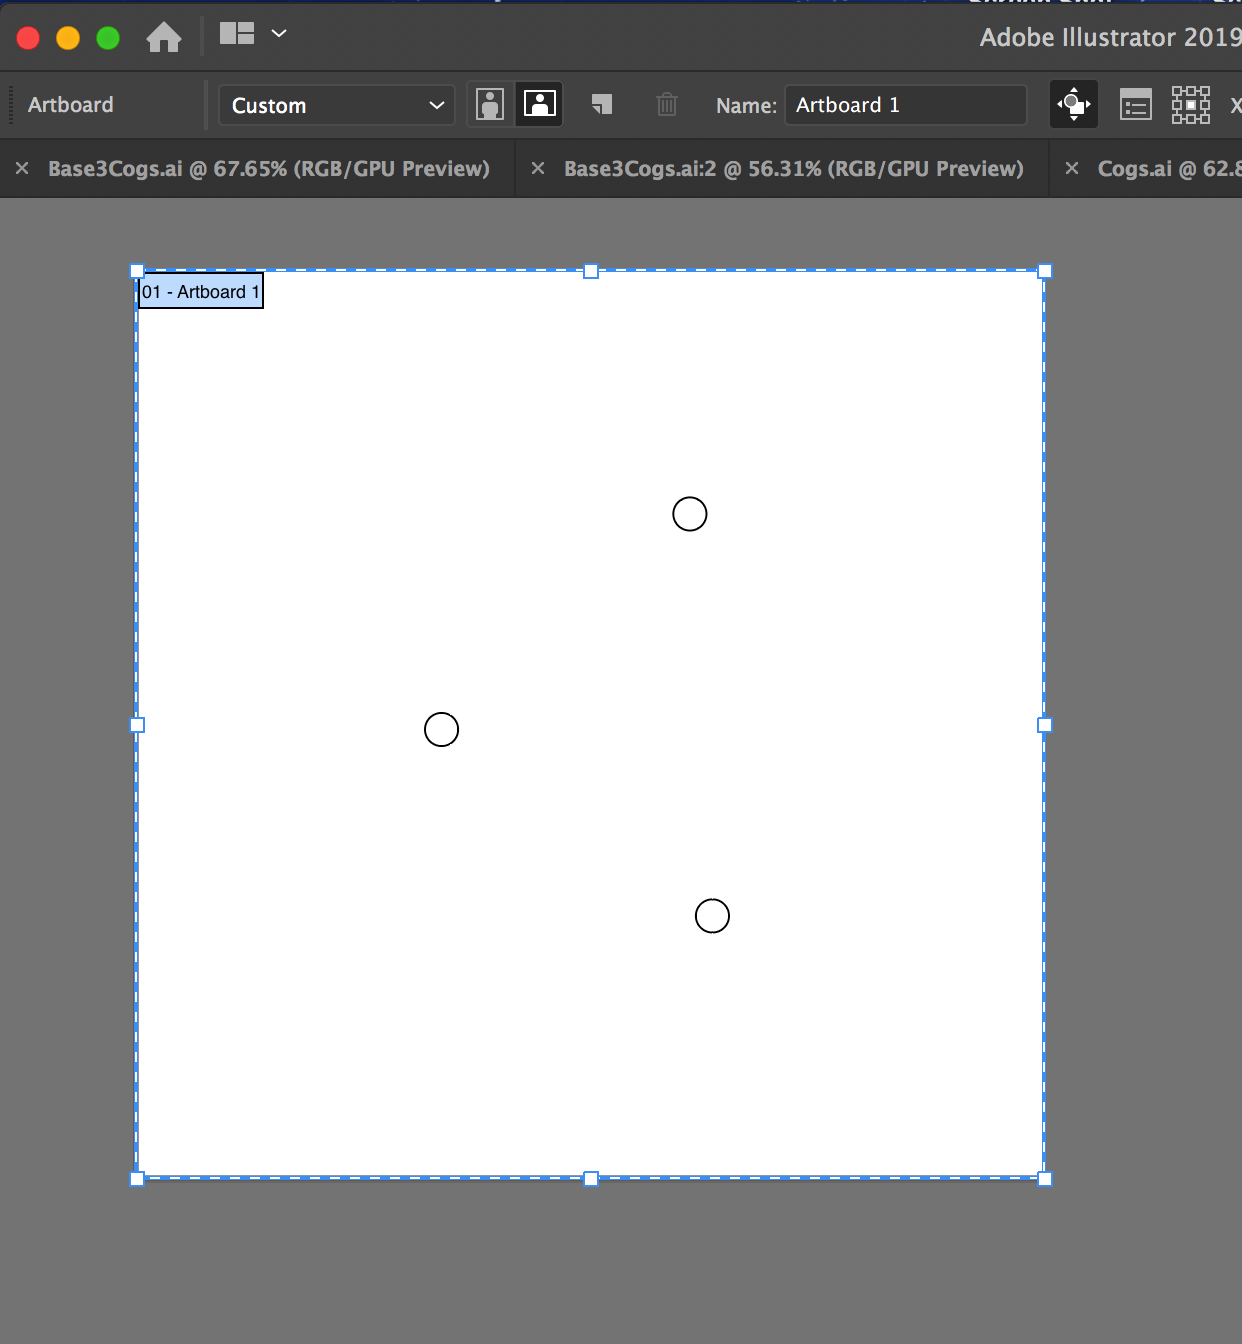 Adobe Illustrator 2019
Artboard Custom Name: Artboard 1 X
× Base3Cogs.ai @ 67.65% (RGB/GPU Preview) × Base3Cogs.ai:2 @ 56.31% (RGB/GPU Preview) × Cogs.ai @ 62.8
01 - Artboard 1